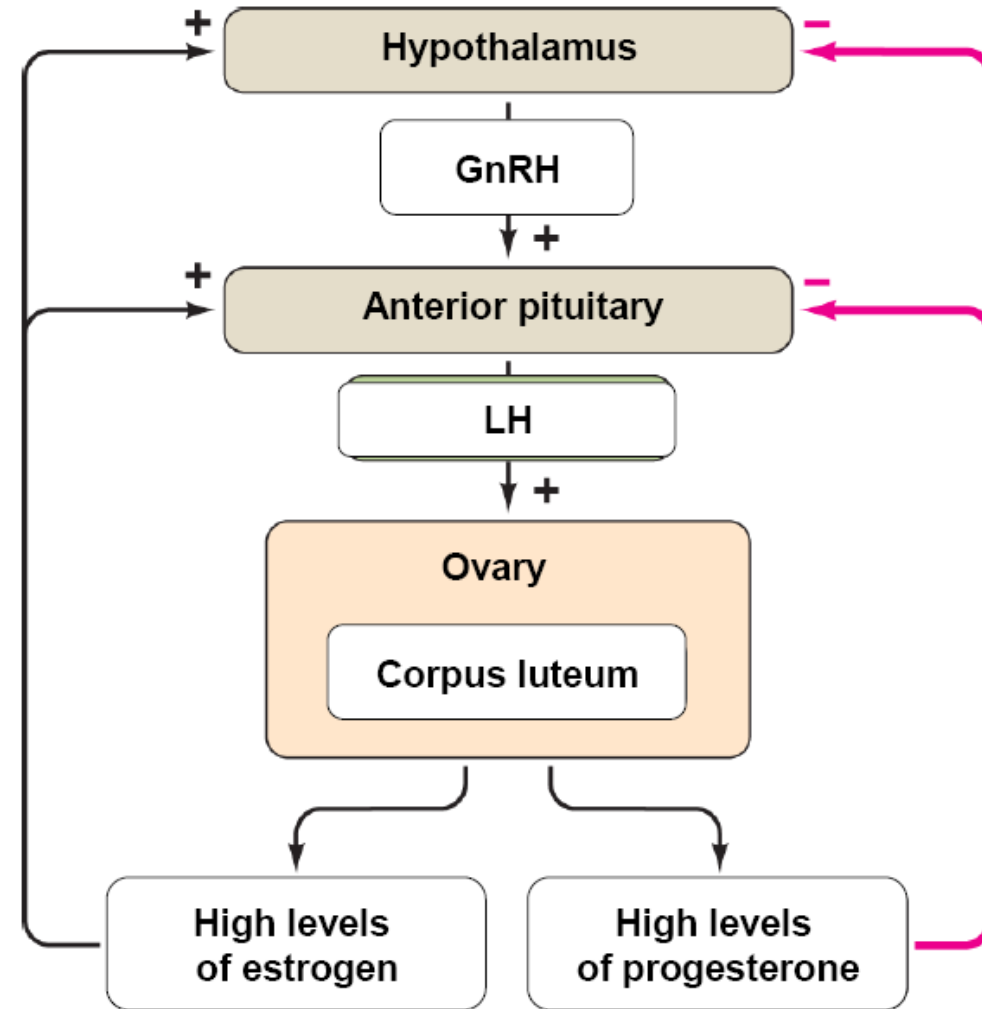 +
Hypothalamus
−
GnRH
+
+
Anterior pituitary
−
LH
+
Ovary
Corpus luteum
High levels
of estrogen
High levels
of progesterone